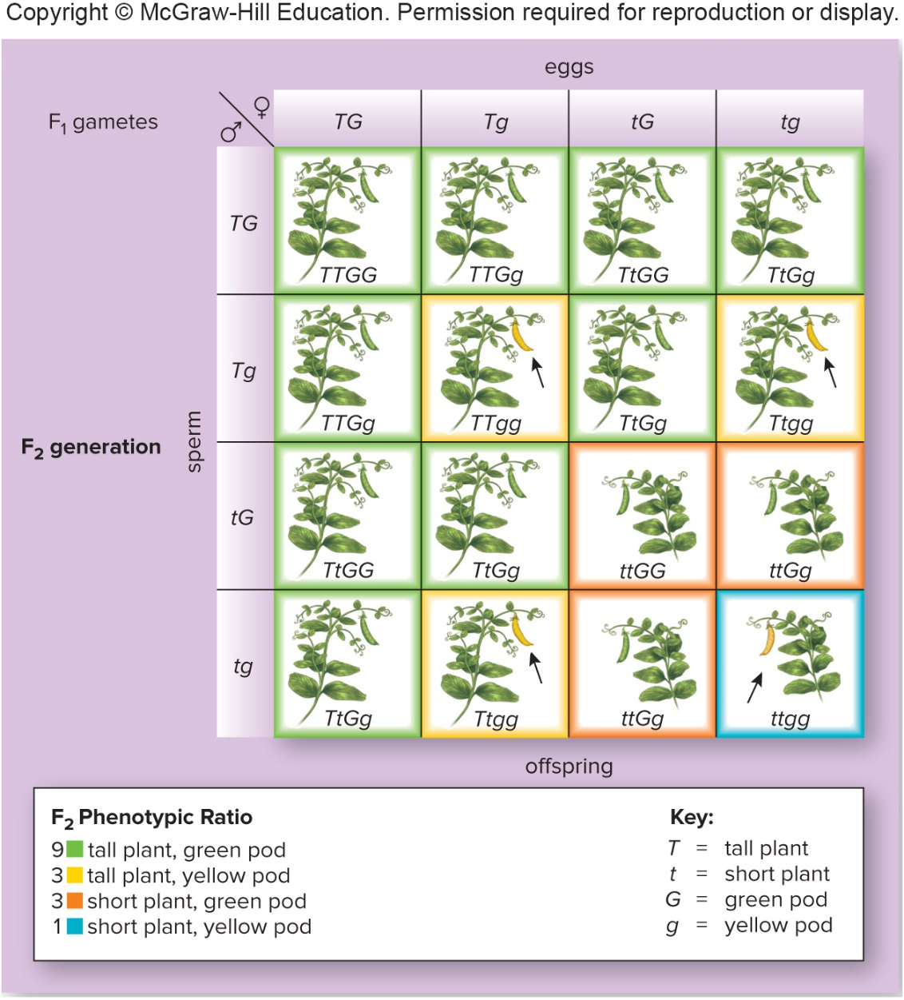 Copyright © McGraw-Hill Education. Permission required for reproduction or display.
eggs
F1 gametes
♂ ♀
TG Tg tG tg
TG
TTGG TTGg TtGG TtGg
Tg
TTGg TTgg TtGg Ttgg
F2 generation
sperm
tG
TtGG TtGg ttGG ttGg
tg
TtGg Ttgg ttGg ttgg
offspring
F2 Phenotypic Ratio
9 tall plant, green pod
3 tall plant, yellow pod
3 short plant, green pod
1 short plant, yellow pod
Key:
T = tall plant
t = short plant
G = green pod
g = yellow pod